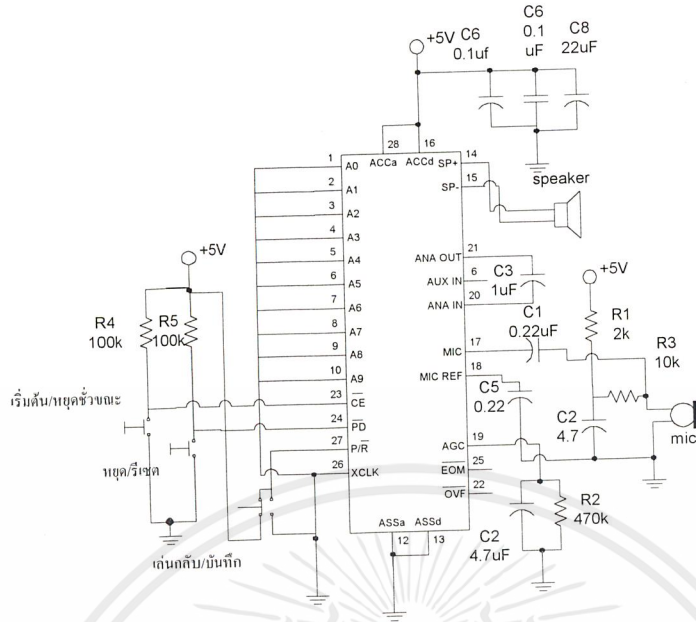 +5V
C6
0.1uf
C6
0.1
uF
C8
22uF
28
16
ACCa
ACCd
1
A0
2
A1
3
A2
4
A3
5
A4
6
A5
7
A6
8
A7
9
A8
10
A9
23
CE
24
PD
27
P/R
26
XCLK
SP+
14
SP-
15
speaker
ANA OUT
21
AUX IN
6
ANA IN
20
C3
1uF
MIC
17
C1
0.22uF
MIC REF
18
C5
0.22
AGC
19
EOM
25
OVF
22
ASSa
ASSd
12
13
+5V
R4
100k
R5
100k
+5V
R1
2k
R3
10k
C2
4.7
mic
R2
470k
C2
4.7uF
เริ่มต้น/หยุดชั่วขณะ
หยุด/รีเซต
เล่นกลับ/บันทึก